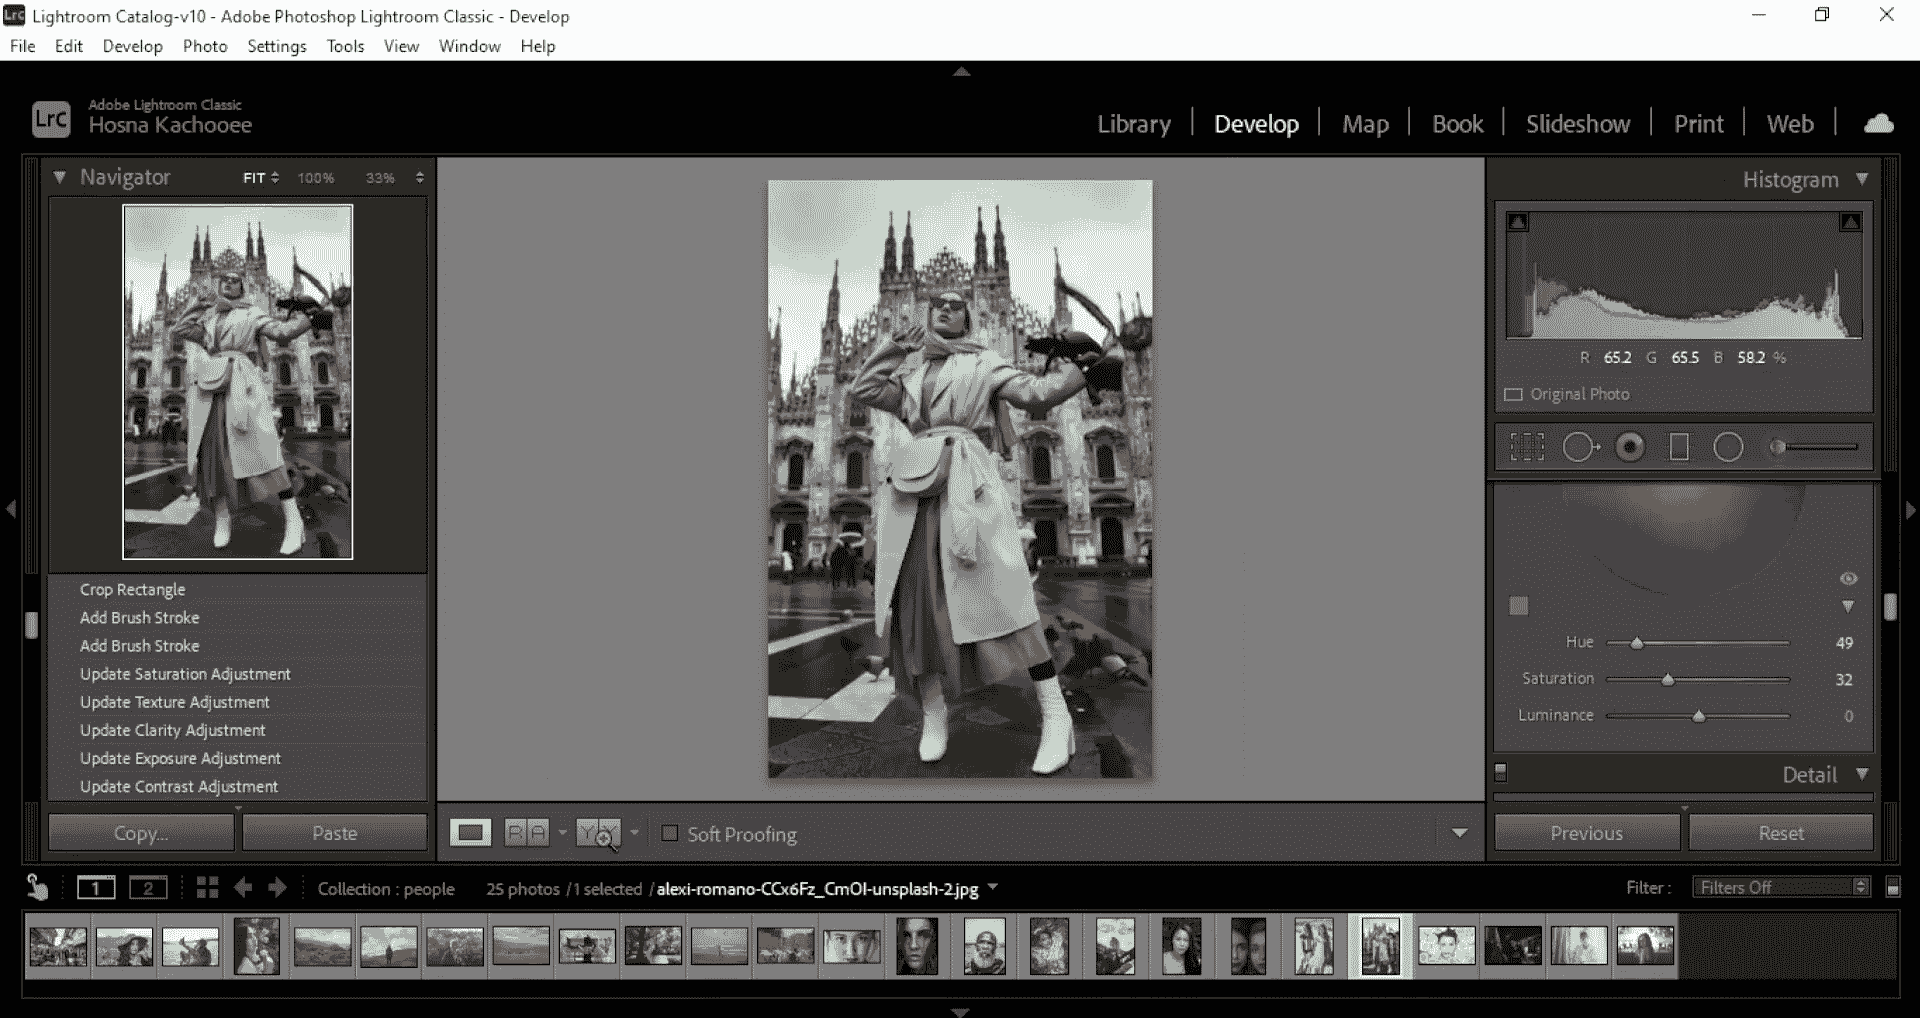 Lrc Lightroom Catalog-v10 - Adobe Photoshop Lightroom Classic - Develop
File Edit Develop Photo Settings Tools View Window Help
LrC Adobe Lightroom Classic
Hosna Kachooee
Library Develop Map Book Slideshow Print Web
Navigator FIT 100% 33%
Histogram
R 65.2 G 65.5 B 58.2 %
Original Photo
Crop Rectangle
Add Brush Stroke
Add Brush Stroke
Update Saturation Adjustment
Update Texture Adjustment
Update Clarity Adjustment
Update Exposure Adjustment
Update Contrast Adjustment
Hue 49
Saturation 32
Luminance 0
Detail
Copy... Paste
R A Y Y Soft Proofing
Previous Reset
1 2 Collection : people 25 photos / 1 selected / alexi-romano-CCx6Fz_CmOI-unsplash-2.jpg
Filter : Filters Off